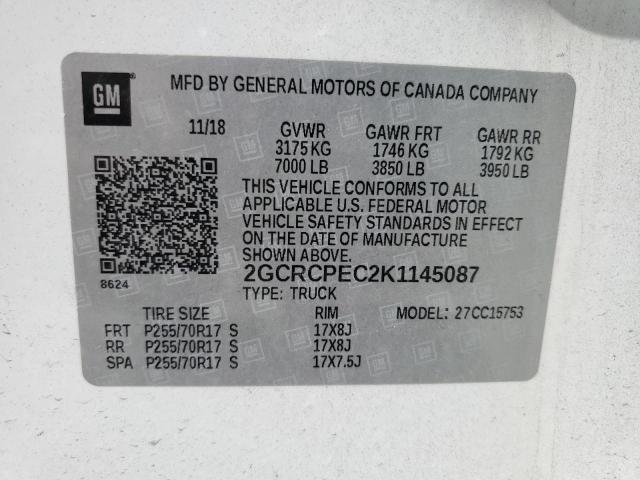 GM MFD BY GENERAL MOTORS OF CANADA COMPANY
11/18 GVWR GAWR FRT GAWR RR
3175 KG 1746 KG 1792 KG
7000 LB 3850 LB 3950 LB
THIS VEHICLE CONFORMS TO ALL
APPLICABLE U.S. FEDERAL MOTOR
VEHICLE SAFETY STANDARDS IN EFFECT
ON THE DATE OF MANUFACTURE
SHOWN ABOVE.
8624
2GCRCPEC2K1145087
TYPE: TRUCK
TIRE SIZE RIM MODEL: 27CC15753
FRT P255/70R17 S 17X8J
RR P255/70R17 S 17X8J
SPA P255/70R17 S 17X7.5J